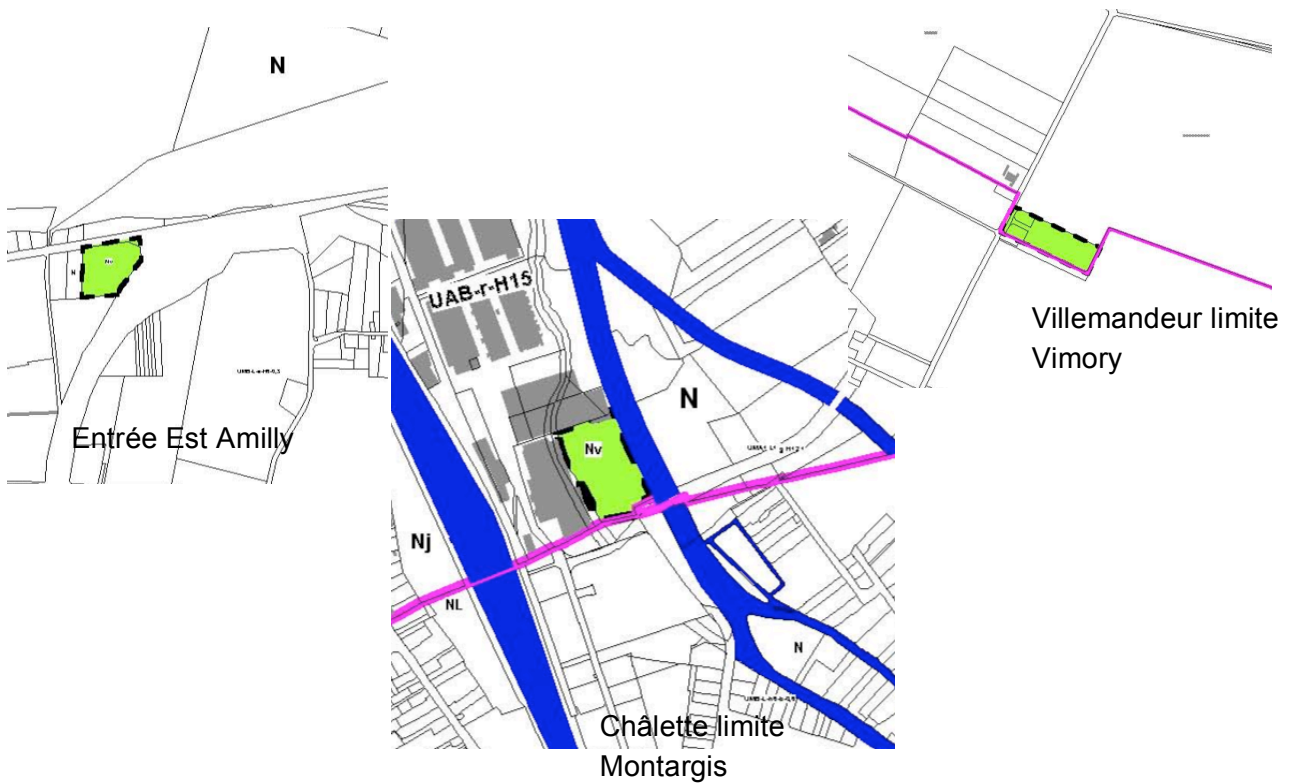 N
Nv
N
Entrée Est Amilly
UAB-r-H15
N
Nv
Nj
NL
N
Châlette limite
Montargis
Villemandeur limite
Vimory